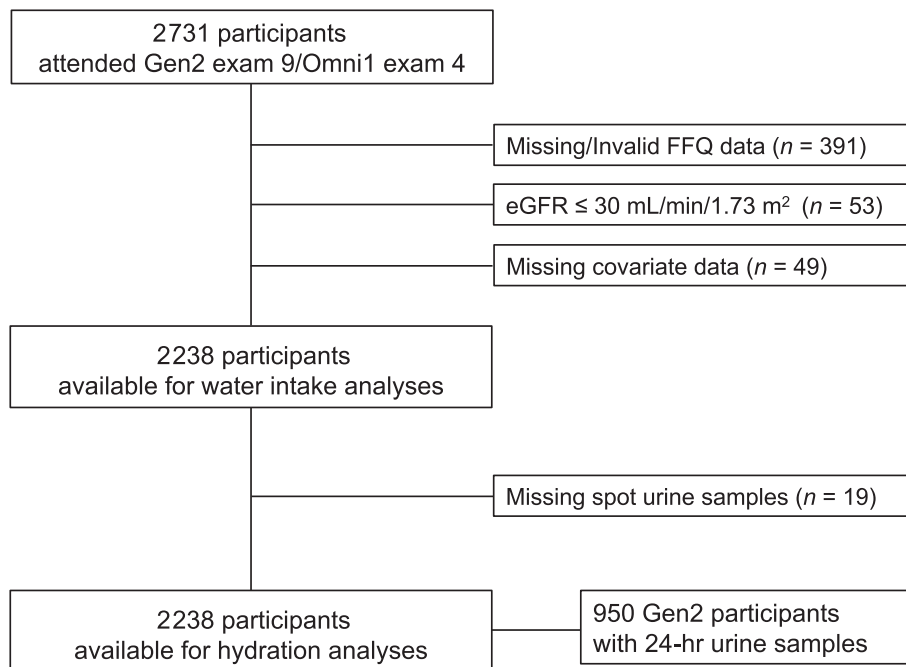 2731 participants
attended Gen2 exam 9/Omni1 exam 4
Missing/Invalid FFQ data (n = 391)
eGFR ≤ 30 mL/min/1.73 m² (n = 53)
Missing covariate data (n = 49)
2238 participants
available for water intake analyses
Missing spot urine samples (n = 19)
2238 participants
available for hydration analyses
950 Gen2 participants
with 24-hr urine samples